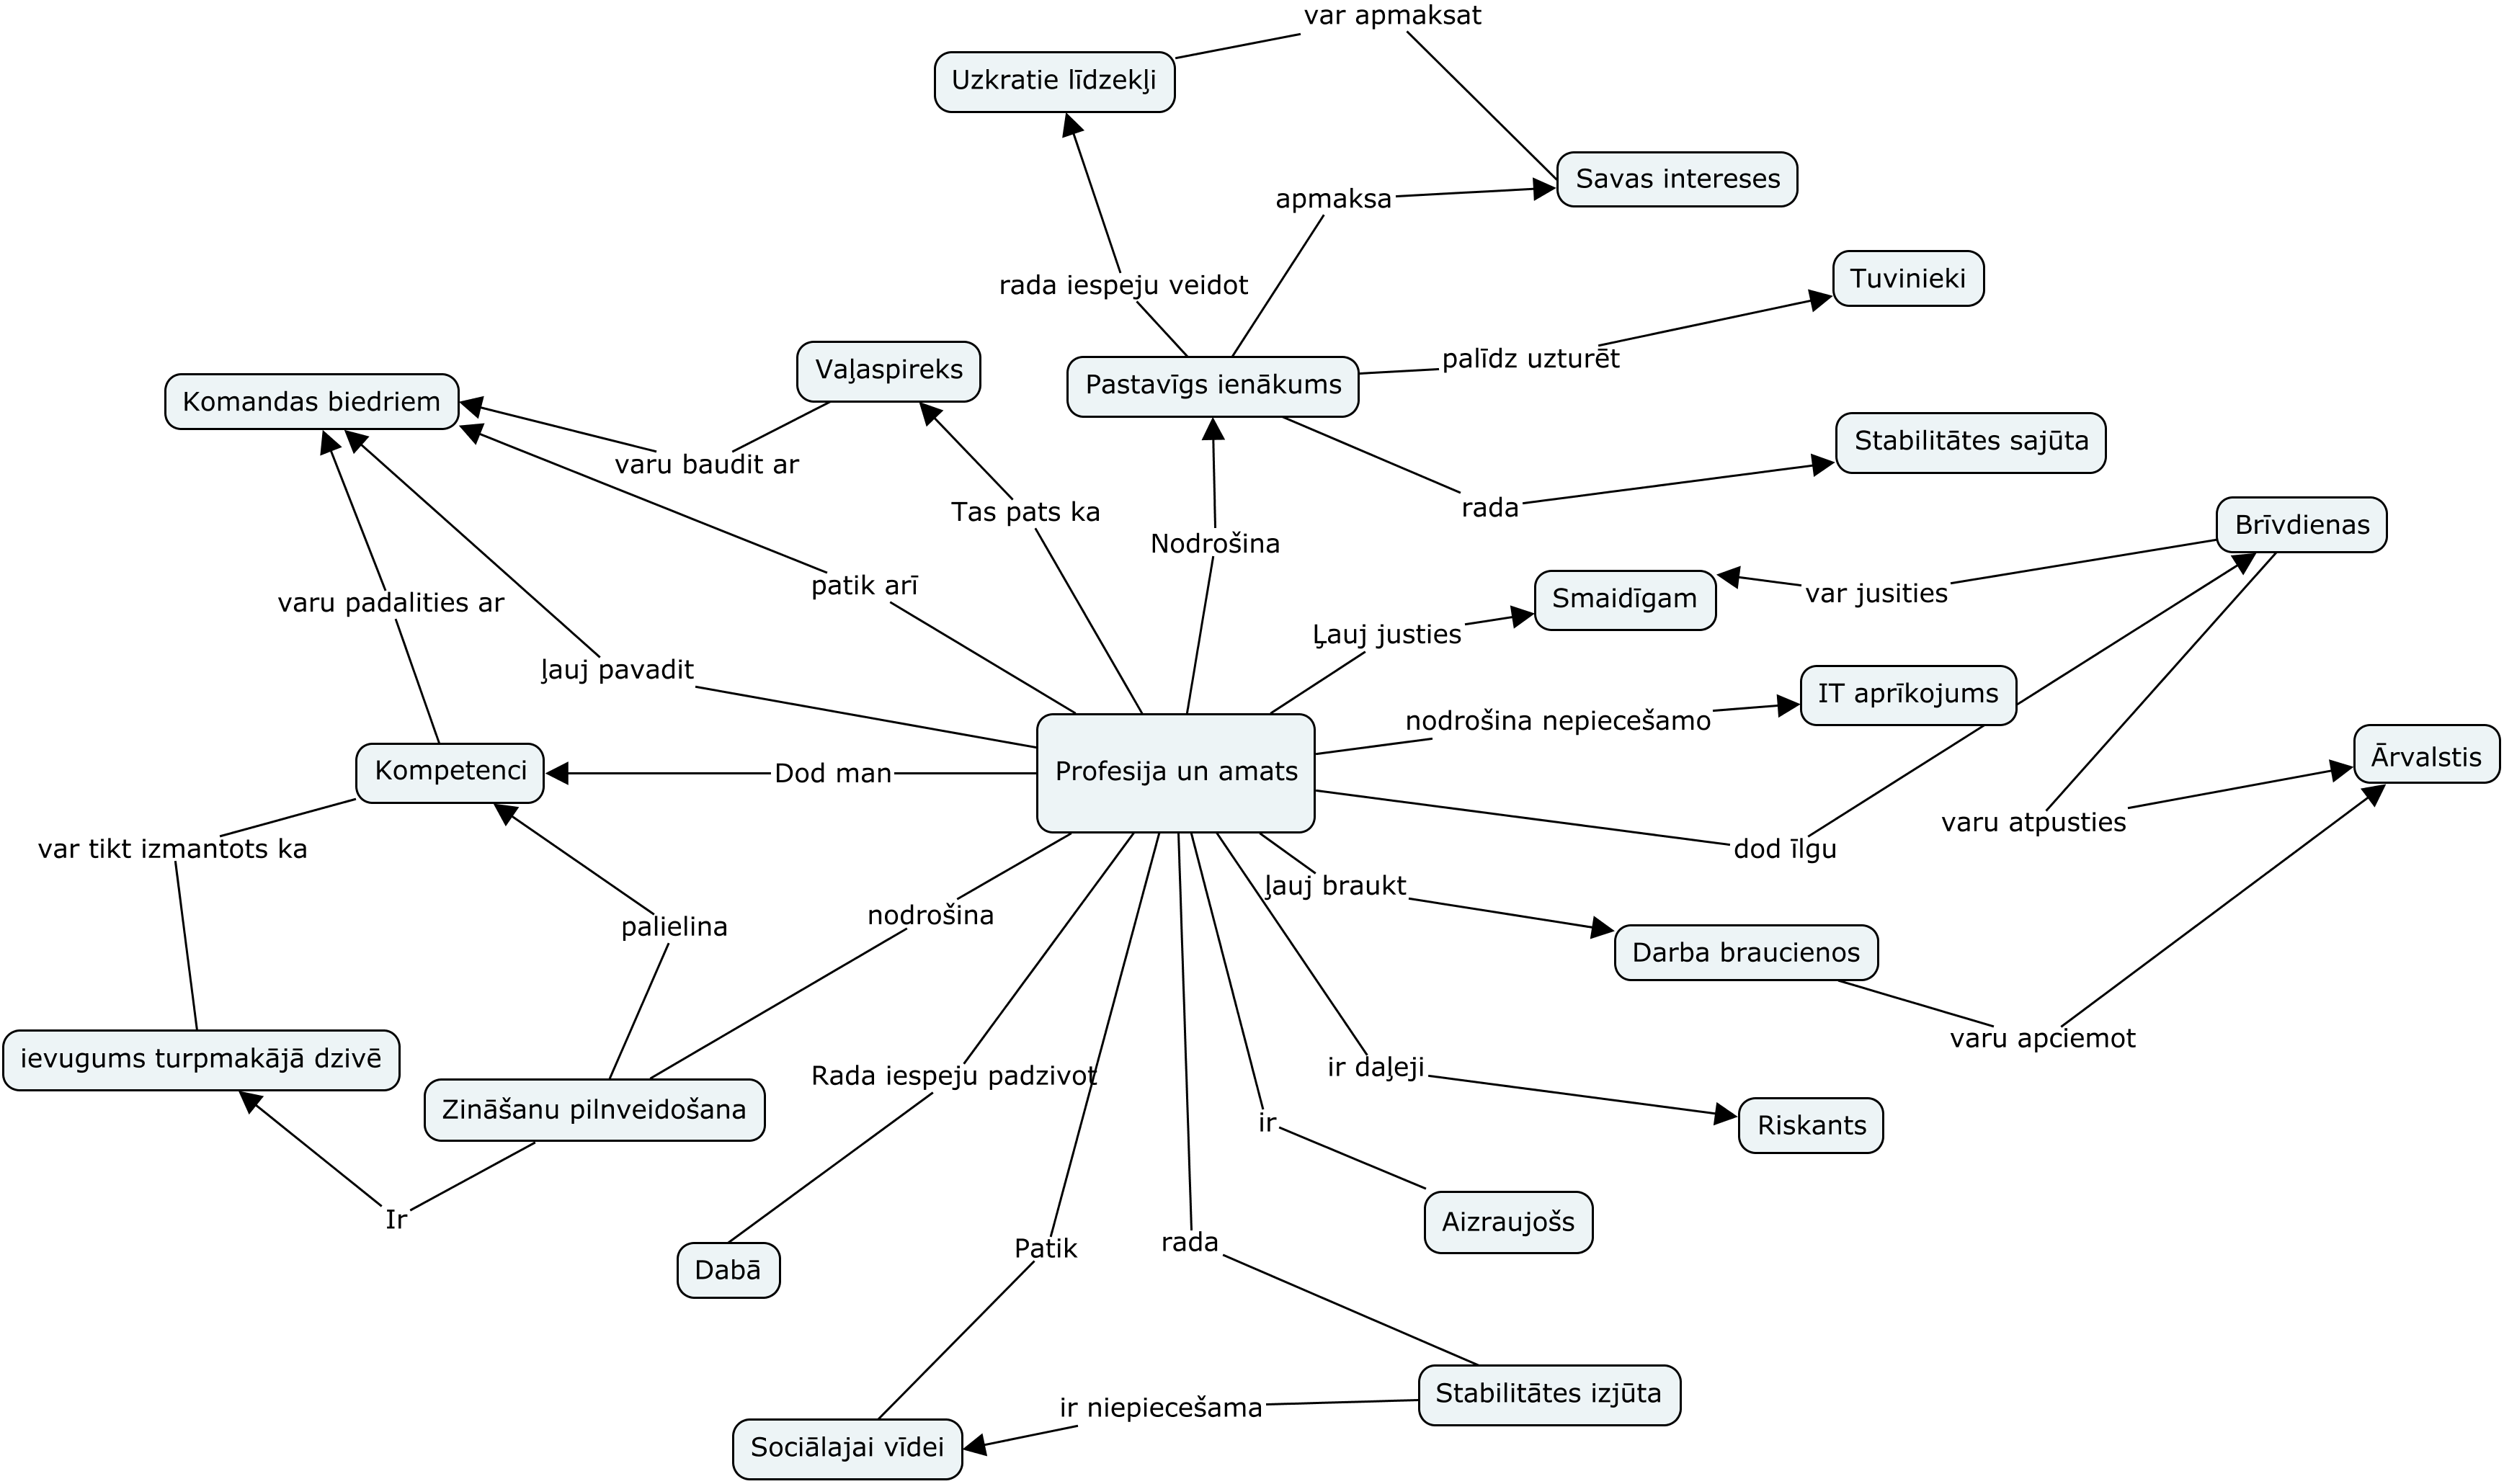 var apmaksat
Uzkratie līdzekļi
Savas intereses
apmaksa
Tuvinieki
rada iespeju veidot
palīdz uzturēt
Vaļaspireks
Pastavīgs ienākums
Komandas biedriem
Stabilitātes sajūta
varu baudit ar
rada
Tas pats ka
Brīvdienas
Nodrošina
patik arī
Smaidīgam
var jusities
varu padalities ar
Ļauj justies
ļauj pavadit
IT aprīkojums
nodrošina nepiecešamo
Ārvalstis
Kompetenci
Dod man
Profesija un amats
varu atpusties
var tikt izmantots ka
dod īlgu
ļauj braukt
nodrošina
palielina
Darba braucienos
varu apciemot
ievugums turpmakājā dzivē
Rada iespeju padzivot
ir daļeji
Zināšanu pilnveidošana
Riskants
ir
Ir
Aizraujošs
rada
Patik
Dabā
Stabilitātes izjūta
ir niepiecešama
Sociālajai vīdei